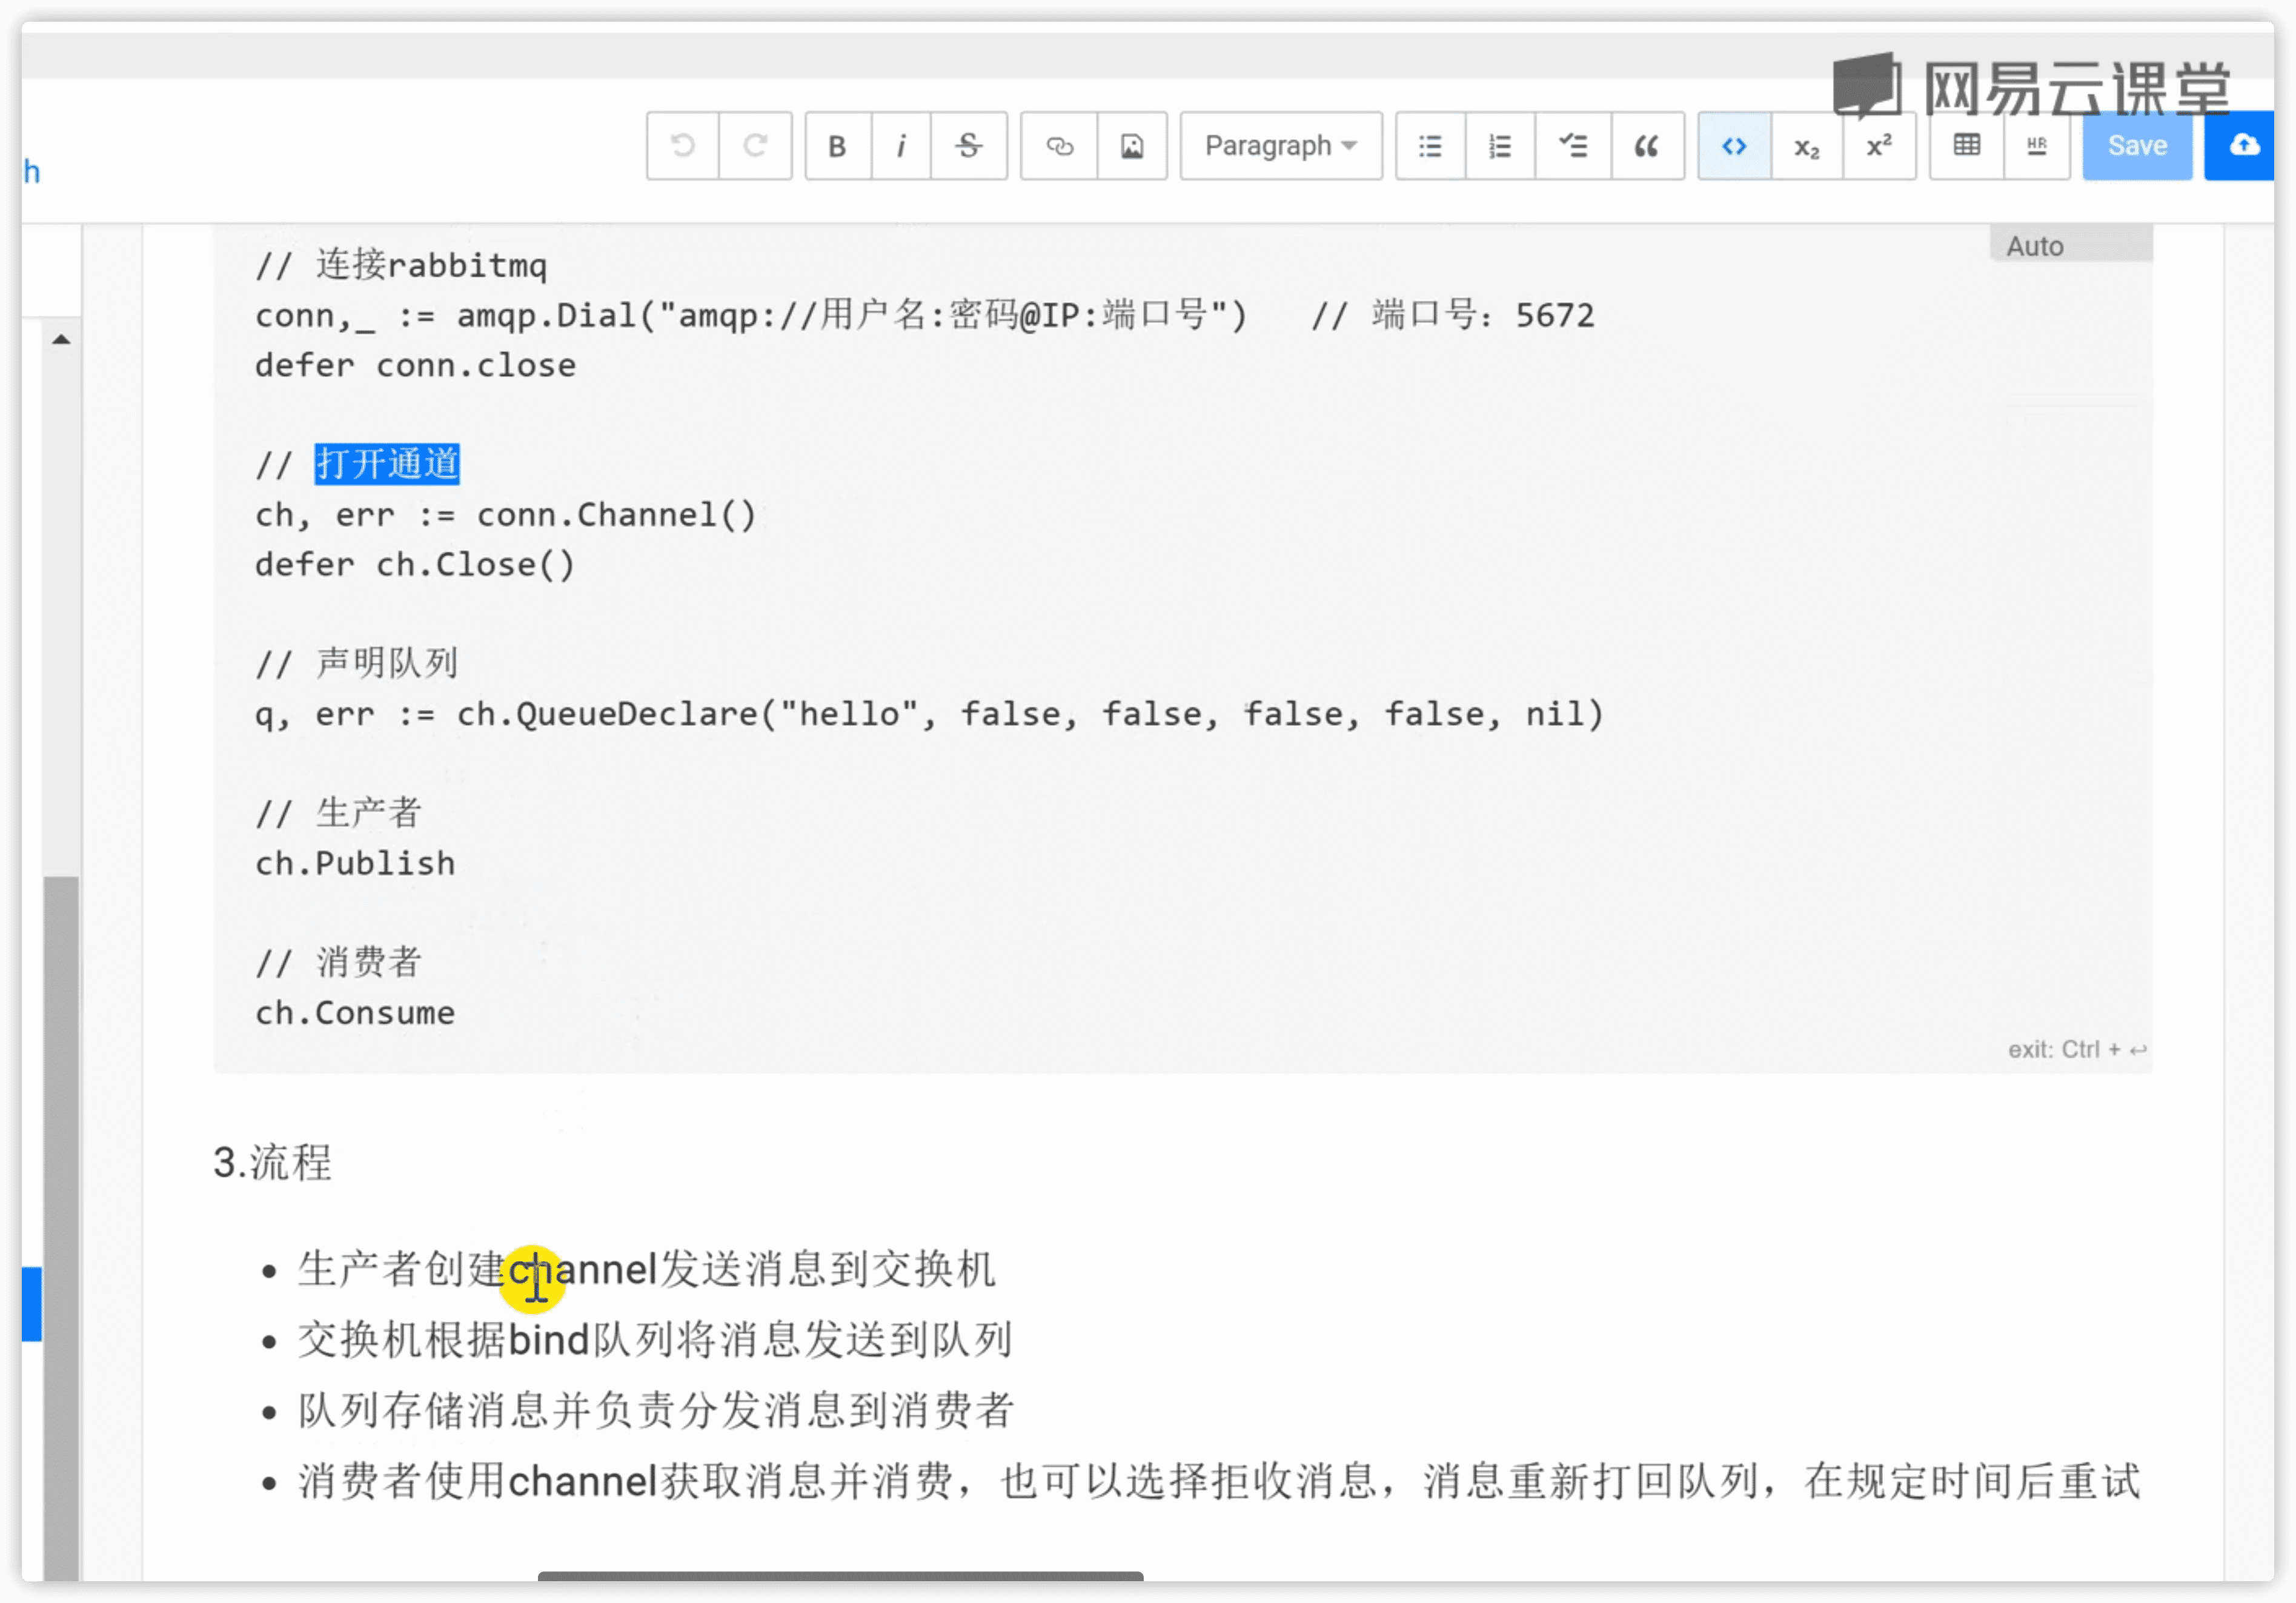 网易云课堂
h
B i S Paragraph x₂ x² HR Save
Auto
// 连接rabbitmq
conn,_ := amqp.Dial("amqp://用户名:密码@IP:端口号")   // 端口号：5672
defer conn.close
// 打开通道
ch, err := conn.Channel()
defer ch.Close()
// 声明队列
q, err := ch.QueueDeclare("hello", false, false, false, false, nil)
// 生产者
ch.Publish
// 消费者
ch.Consume
exit: Ctrl + ↩
3.流程
• 生产者创建channel发送消息到交换机
• 交换机根据bind队列将消息发送到队列
• 队列存储消息并负责分发消息到消费者
• 消费者使用channel获取消息并消费，也可以选择拒收消息，消息重新打回队列，在规定时间后重试